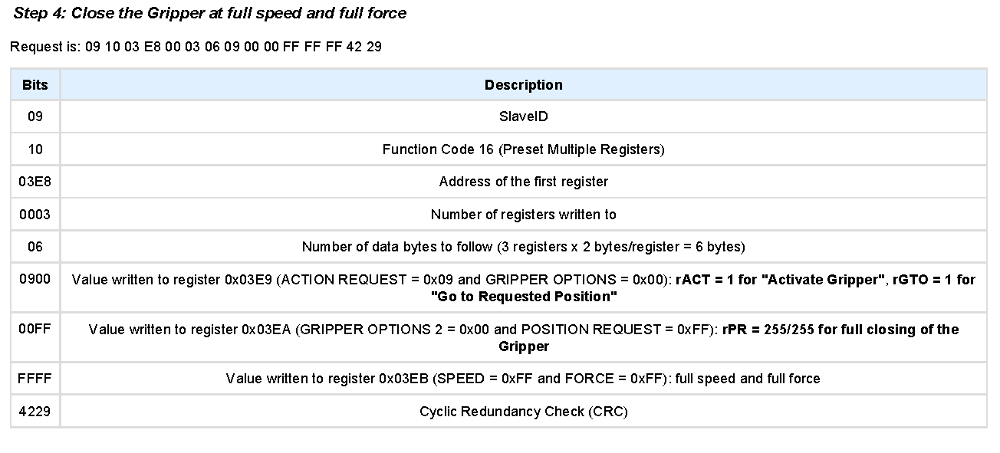 Step 4: Close the Gripper at full speed and full force
Request is: 09 10 03 E8 00 03 06 09 00 00 FF FF FF 42 29
Bits Description
09 SlaveID
10 Function Code 16 (Preset Multiple Registers)
03E8 Address of the first register
0003 Number of registers written to
06 Number of data bytes to follow (3 registers x 2 bytes/register = 6 bytes)
0900 Value written to register 0x03E9 (ACTION REQUEST = 0x09 and GRIPPER OPTIONS = 0x00): rACT = 1 for "Activate Gripper", rGTO = 1 for
"Go to Requested Position"
00FF Value written to register 0x03EA (GRIPPER OPTIONS 2 = 0x00 and POSITION REQUEST = 0xFF): rPR = 255/255 for full closing of the
Gripper
FFFF Value written to register 0x03EB (SPEED = 0xFF and FORCE = 0xFF): full speed and full force
4229 Cyclic Redundancy Check (CRC)